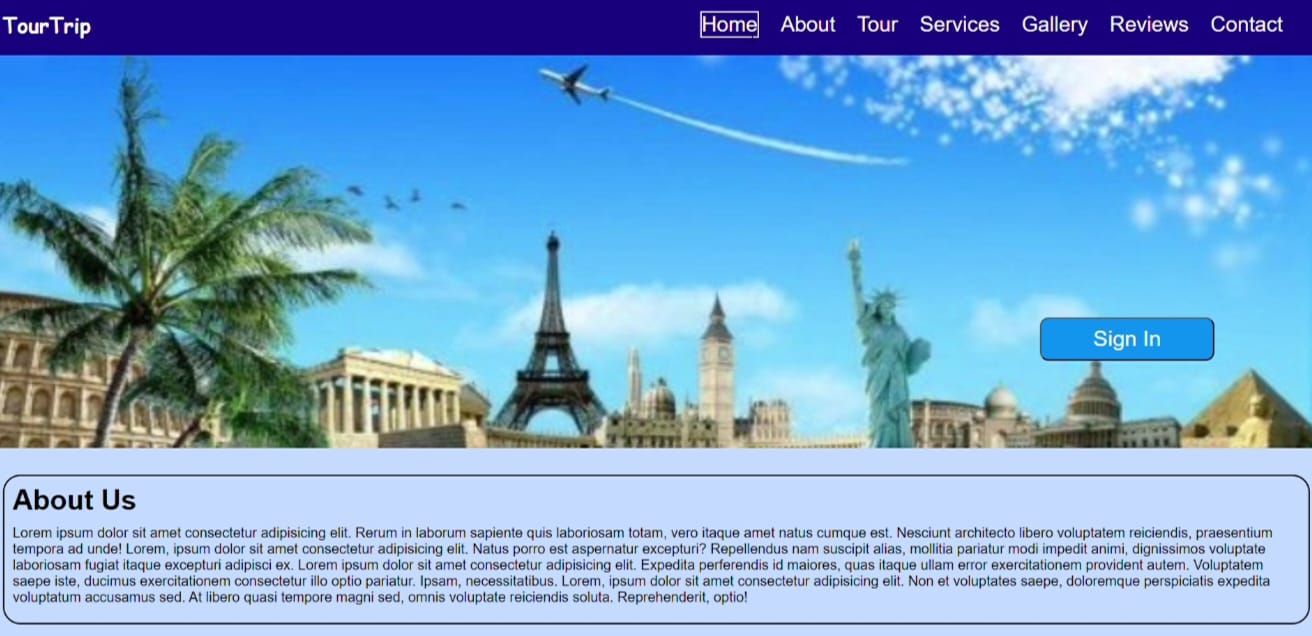 TourTrip
Home About Tour Services Gallery Reviews Contact
Sign In
About Us
Lorem ipsum dolor sit amet consectetur adipisicing elit. Rerum in laborum sapiente quis laboriosam totam, vero itaque amet natus cumque est. Nesciunt architecto libero voluptatem reiciendis, praesentium
tempora ad unde! Lorem, ipsum dolor sit amet consectetur adipisicing elit. Natus porro est aspernatur excepturi? Repellendus nam suscipit alias, mollitia pariatur modi impedit animi, dignissimos voluptate
laboriosam fugiat itaque excepturi adipisci ex. Lorem ipsum dolor sit amet consectetur adipisicing elit. Expedita perferendis id maiores, quas itaque ullam error exercitationem provident autem. Voluptatem
saepe iste, ducimus exercitationem consectetur illo optio pariatur. Ipsam, necessitatibus. Lorem, ipsum dolor sit amet consectetur adipisicing elit. Non et voluptates saepe, doloremque perspiciatis expedita
voluptatum accusamus sed. At libero quasi tempore magni sed, omnis voluptate reiciendis soluta. Reprehenderit, optio!